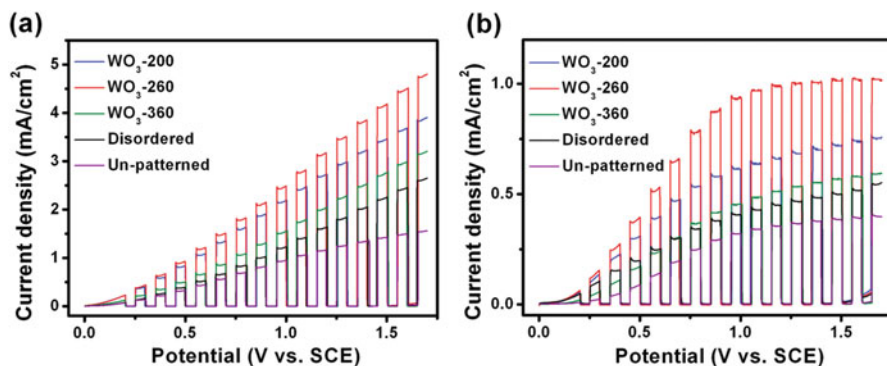 (a)
Current density (mA/cm²)
5
4
3
2
1
0
WO₃-200
WO₃-260
WO₃-360
Disordered
Un-patterned
0.0 0.5 1.0 1.5
Potential (V vs. SCE)
(b)
Current density (mA/cm²)
1.0
0.5
0.0
WO₃-200
WO₃-260
WO₃-360
Disordered
Un-patterned
0.0 0.5 1.0 1.5
Potential (V vs. SCE)